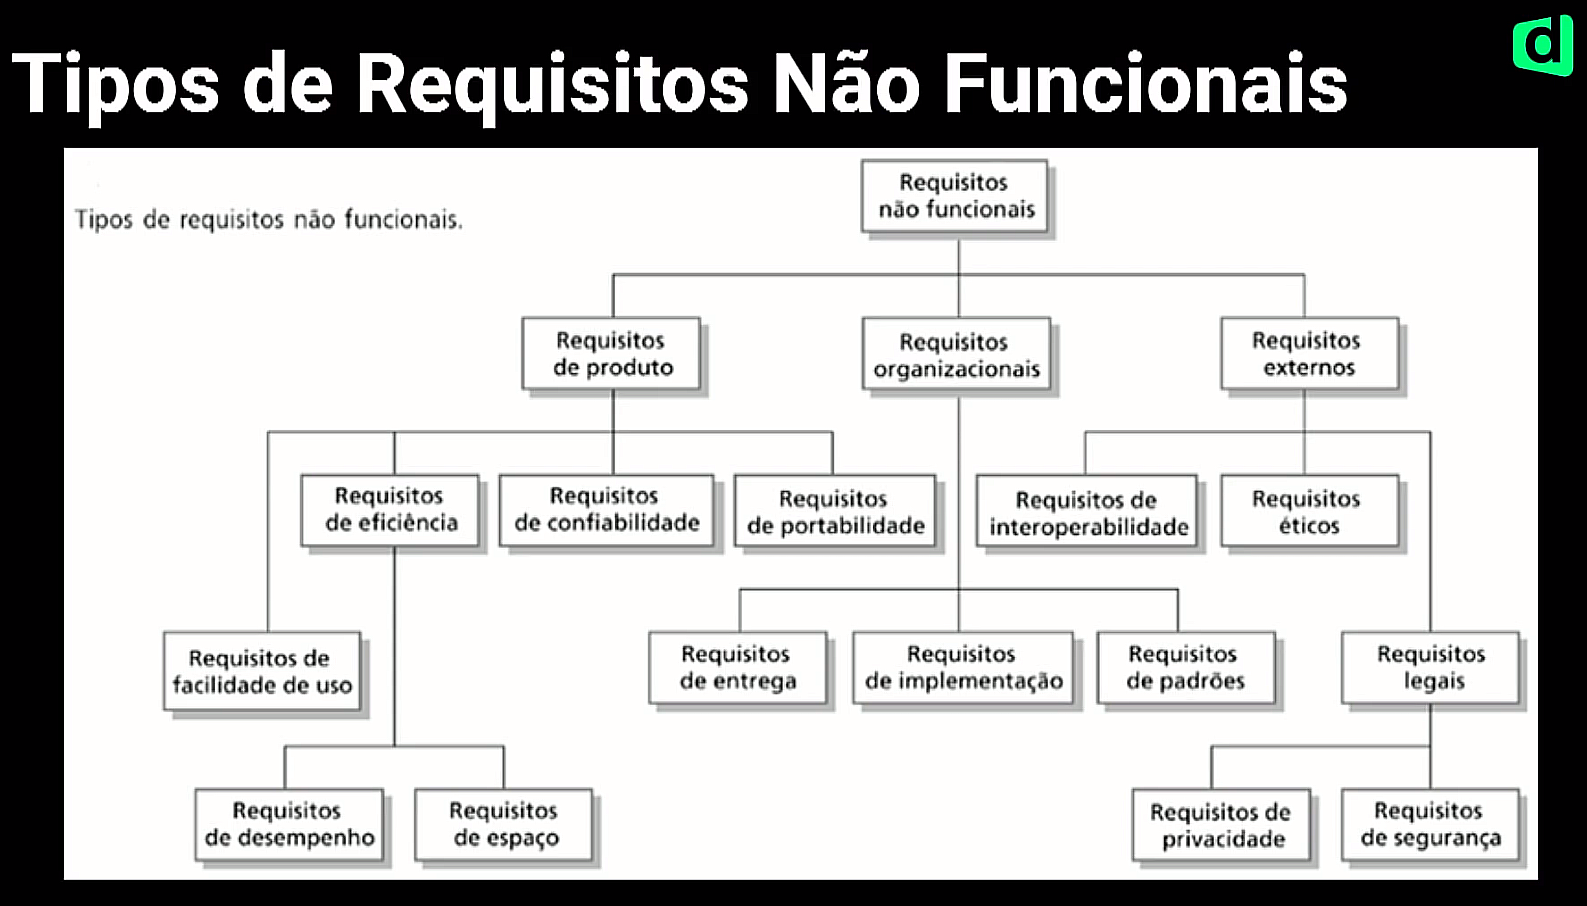 d
Tipos de Requisitos Não Funcionais
Tipos de requisitos não funcionais.
Requisitos
não funcionais
Requisitos
de produto
Requisitos
organizacionais
Requisitos
externos
Requisitos
de eficiência
Requisitos
de confiabilidade
Requisitos
de portabilidade
Requisitos de
interoperabilidade
Requisitos
éticos
Requisitos de
facilidade de uso
Requisitos
de entrega
Requisitos
de implementação
Requisitos
de padrões
Requisitos
legais
Requisitos
de desempenho
Requisitos
de espaço
Requisitos de
privacidade
Requisitos
de segurança